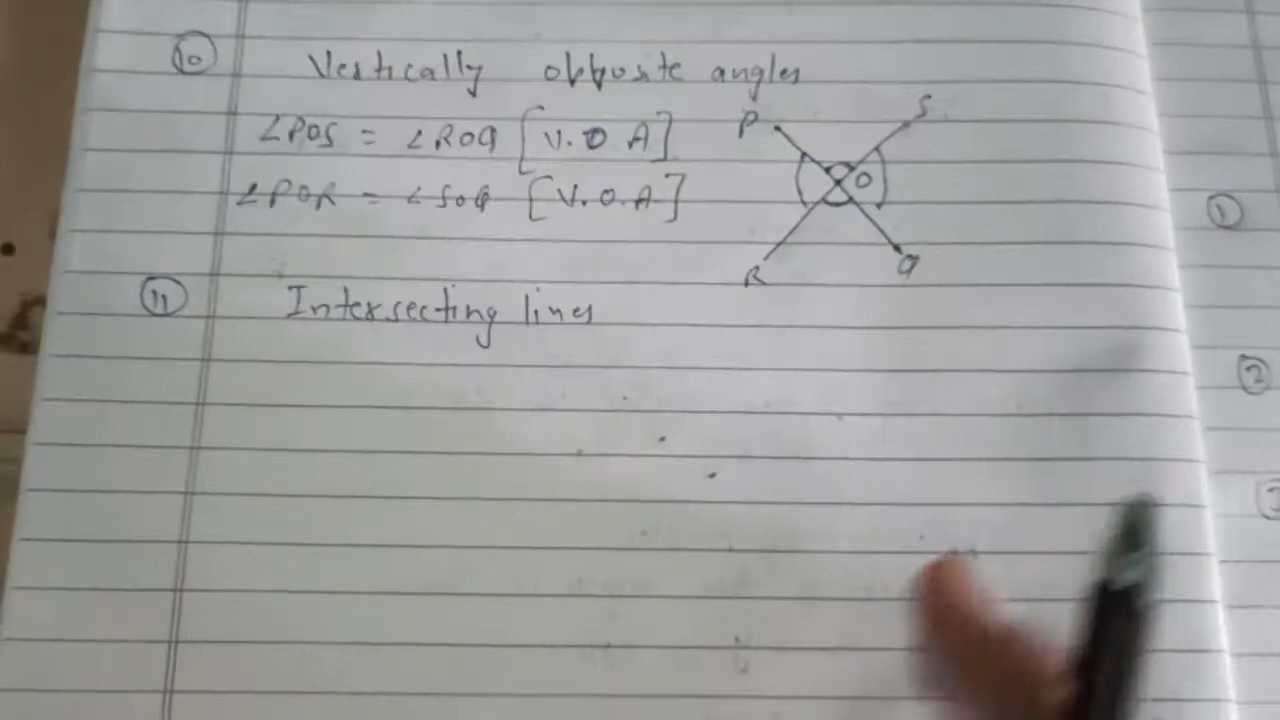 10 Vertically opposite angles
∠POS = ∠ROQ [V.O A]
∠POR = ∠SOQ [V.O.A]
P S
O
R Q
11 Intersecting lines
1
2